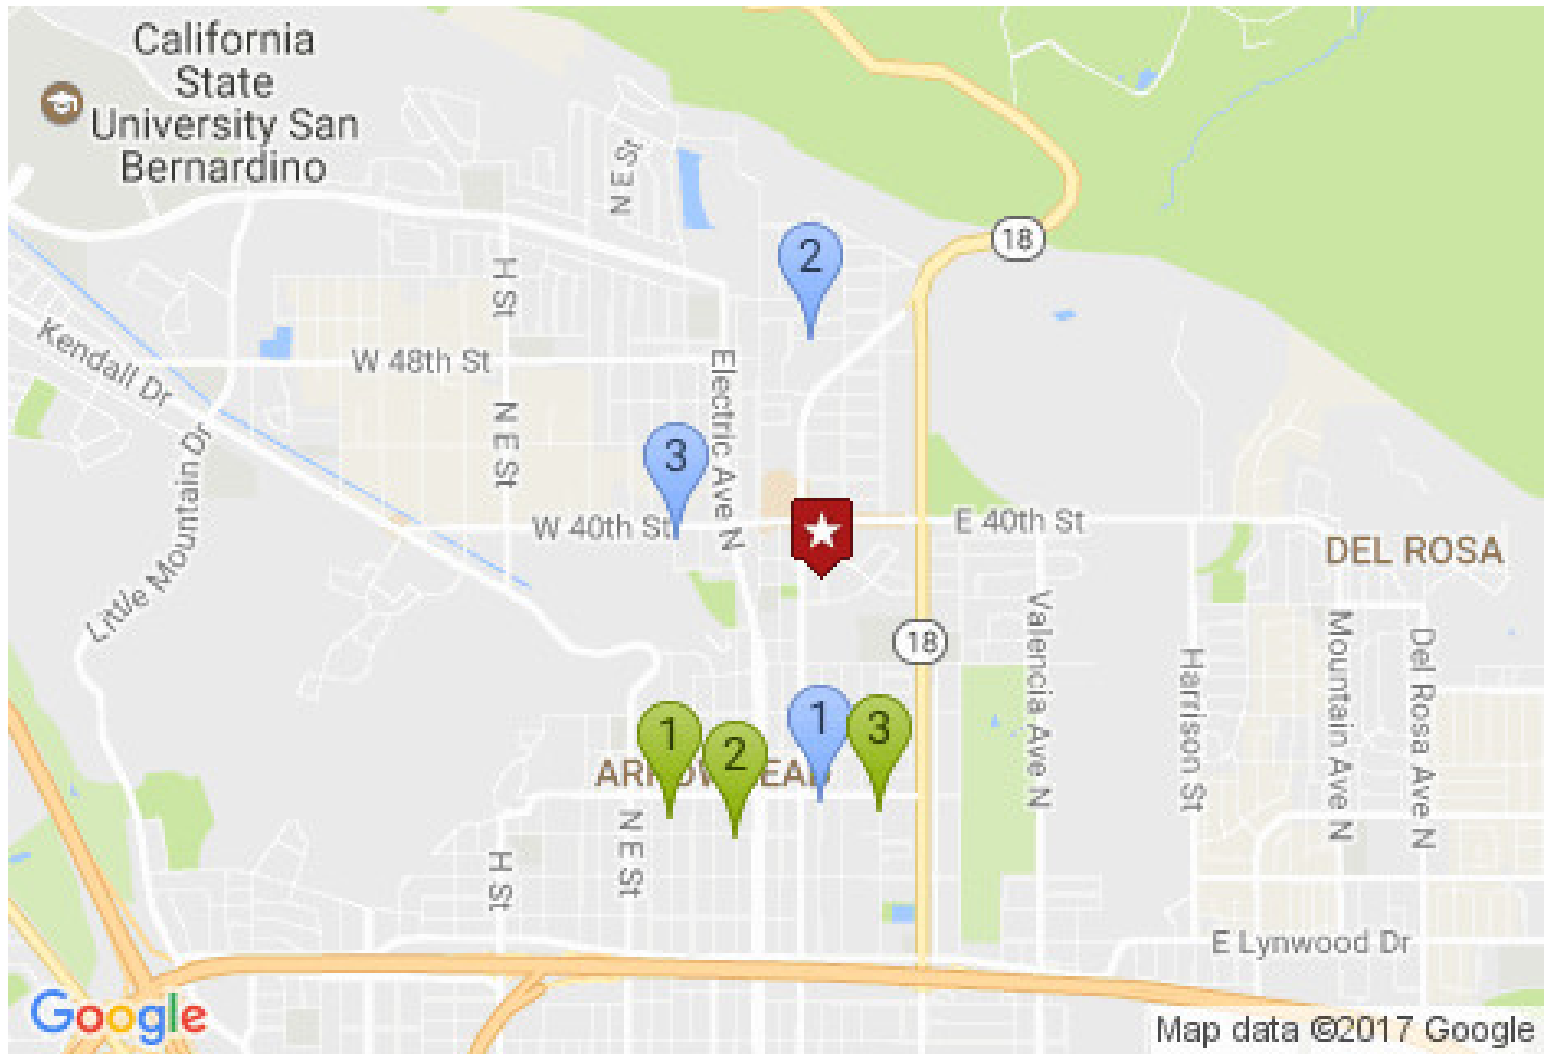 California
State
University San
Bernardino
N E St
18
2
H St
Kendall Dr
W 48th St
Electric Ave N
N E St
3
Little Mountain Dr
W 40th St
E 40th St
DEL ROSA
18
Valencia Ave N
Mountain Ave N
Del Rosa Ave N
Harrison St
1
2
1
3
N E St
H St
E Lynwood Dr
Google
Map data ©2017 Google